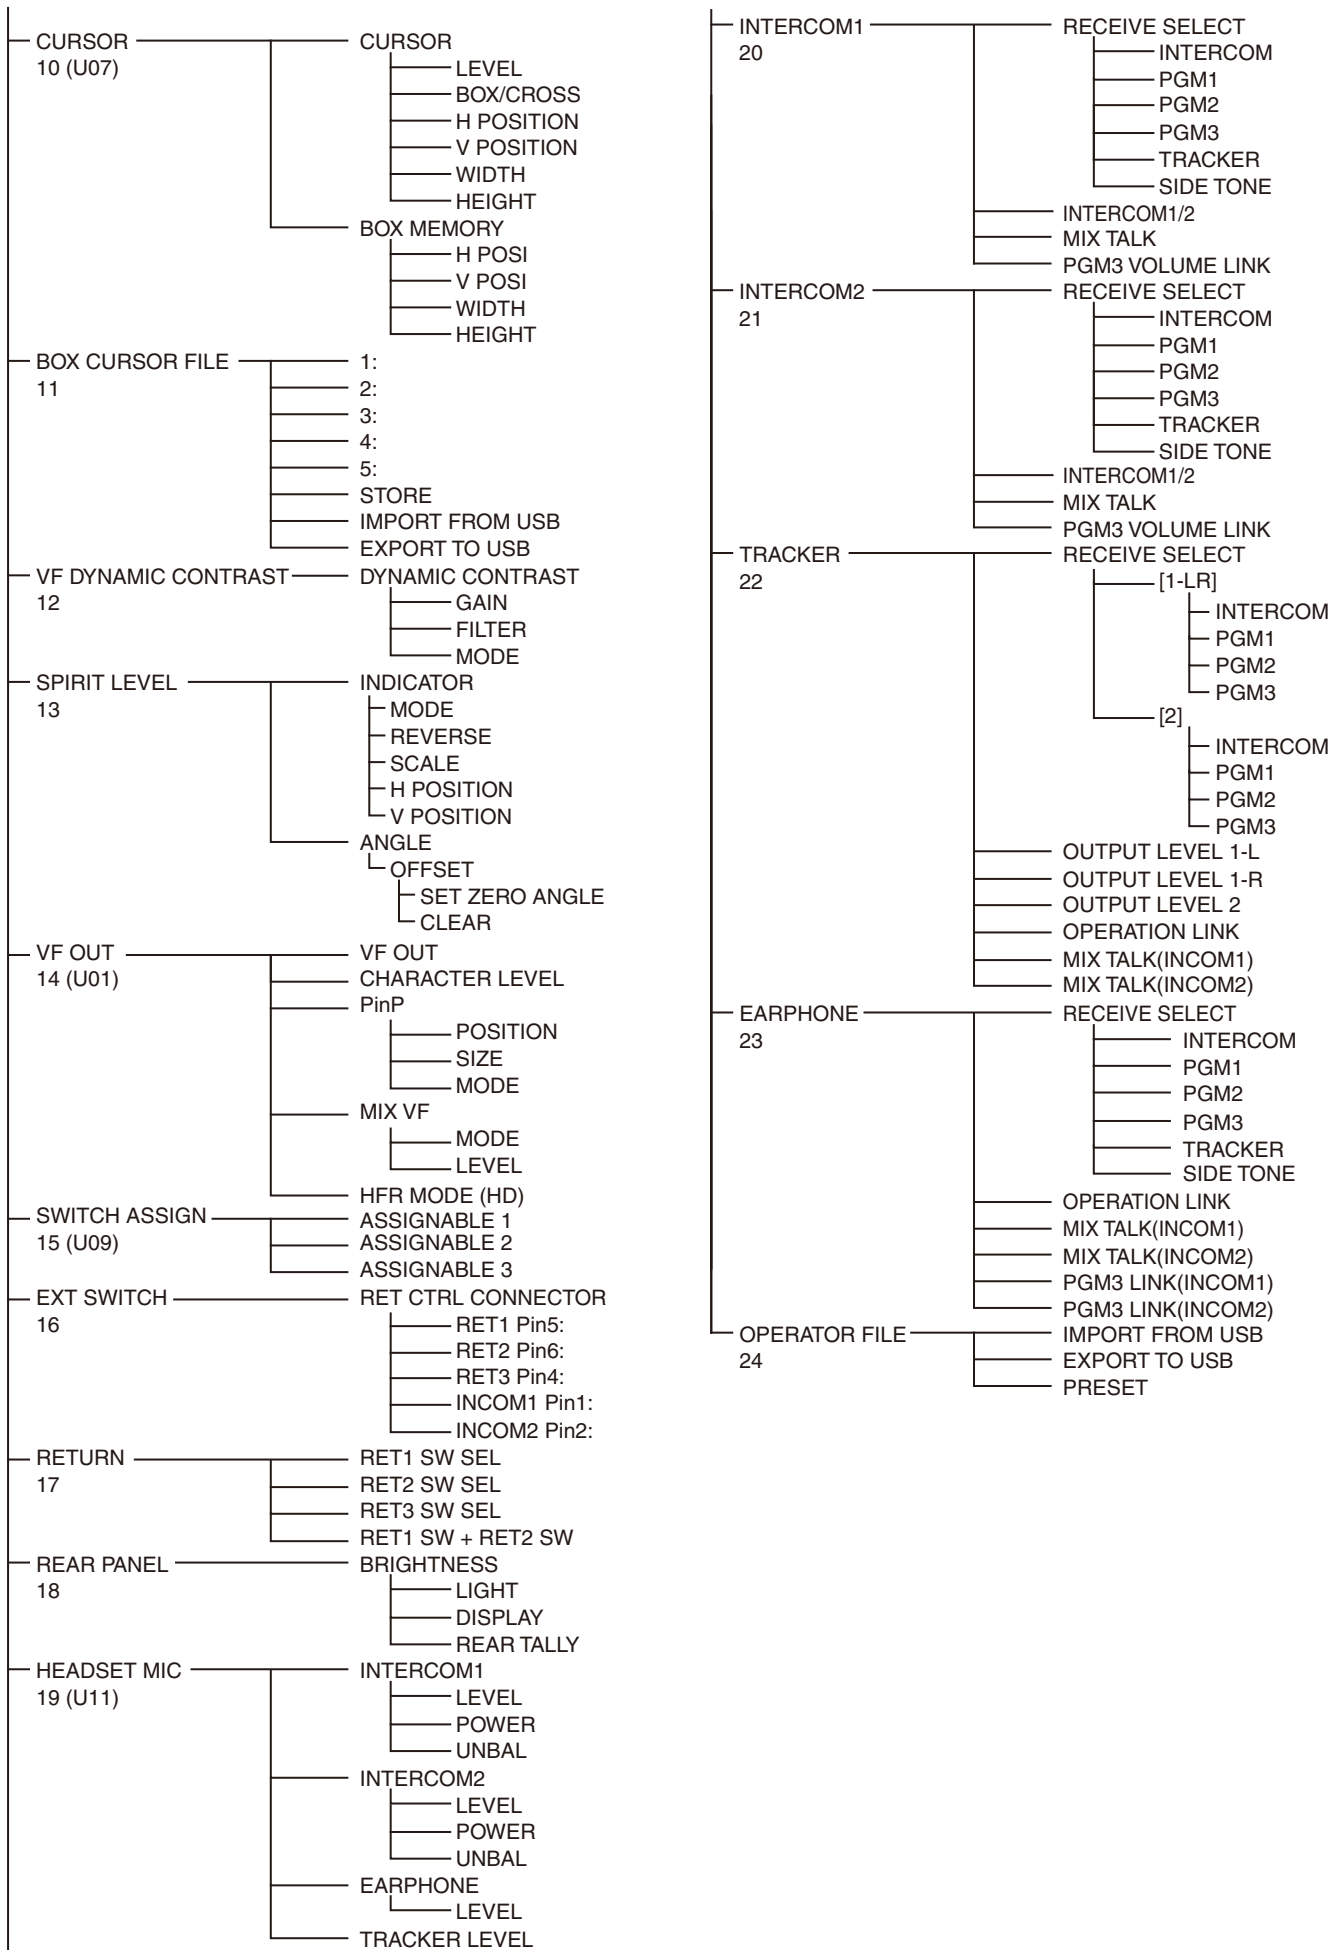 CURSOR
10 (U07)
CURSOR
LEVEL
BOX/CROSS
H POSITION
V POSITION
WIDTH
HEIGHT
BOX MEMORY
H POSI
V POSI
WIDTH
HEIGHT
BOX CURSOR FILE
11
1:
2:
3:
4:
5:
STORE
IMPORT FROM USB
EXPORT TO USB
VF DYNAMIC CONTRAST
12
DYNAMIC CONTRAST
GAIN
FILTER
MODE
SPIRIT LEVEL
13
INDICATOR
MODE
REVERSE
SCALE
H POSITION
V POSITION
ANGLE
OFFSET
SET ZERO ANGLE
CLEAR
VF OUT
14 (U01)
VF OUT
CHARACTER LEVEL
PinP
POSITION
SIZE
MODE
MIX VF
MODE
LEVEL
HFR MODE (HD)
SWITCH ASSIGN
15 (U09)
ASSIGNABLE 1
ASSIGNABLE 2
ASSIGNABLE 3
EXT SWITCH
16
RET CTRL CONNECTOR
RET1 Pin5:
RET2 Pin6:
RET3 Pin4:
INCOM1 Pin1:
INCOM2 Pin2:
RETURN
17
RET1 SW SEL
RET2 SW SEL
RET3 SW SEL
RET1 SW + RET2 SW
REAR PANEL
18
BRIGHTNESS
LIGHT
DISPLAY
REAR TALLY
HEADSET MIC
19 (U11)
INTERCOM1
LEVEL
POWER
UNBAL
INTERCOM2
LEVEL
POWER
UNBAL
EARPHONE
LEVEL
TRACKER LEVEL
INTERCOM1
20
RECEIVE SELECT
INTERCOM
PGM1
PGM2
PGM3
TRACKER
SIDE TONE
INTERCOM1/2
MIX TALK
PGM3 VOLUME LINK
INTERCOM2
21
RECEIVE SELECT
INTERCOM
PGM1
PGM2
PGM3
TRACKER
SIDE TONE
INTERCOM1/2
MIX TALK
PGM3 VOLUME LINK
TRACKER
22
RECEIVE SELECT
[1-LR]
INTERCOM
PGM1
PGM2
PGM3
[2]
INTERCOM
PGM1
PGM2
PGM3
OUTPUT LEVEL 1-L
OUTPUT LEVEL 1-R
OUTPUT LEVEL 2
OPERATION LINK
MIX TALK(INCOM1)
MIX TALK(INCOM2)
EARPHONE
23
RECEIVE SELECT
INTERCOM
PGM1
PGM2
PGM3
TRACKER
SIDE TONE
OPERATION LINK
MIX TALK(INCOM1)
MIX TALK(INCOM2)
PGM3 LINK(INCOM1)
PGM3 LINK(INCOM2)
OPERATOR FILE
24
IMPORT FROM USB
EXPORT TO USB
PRESET